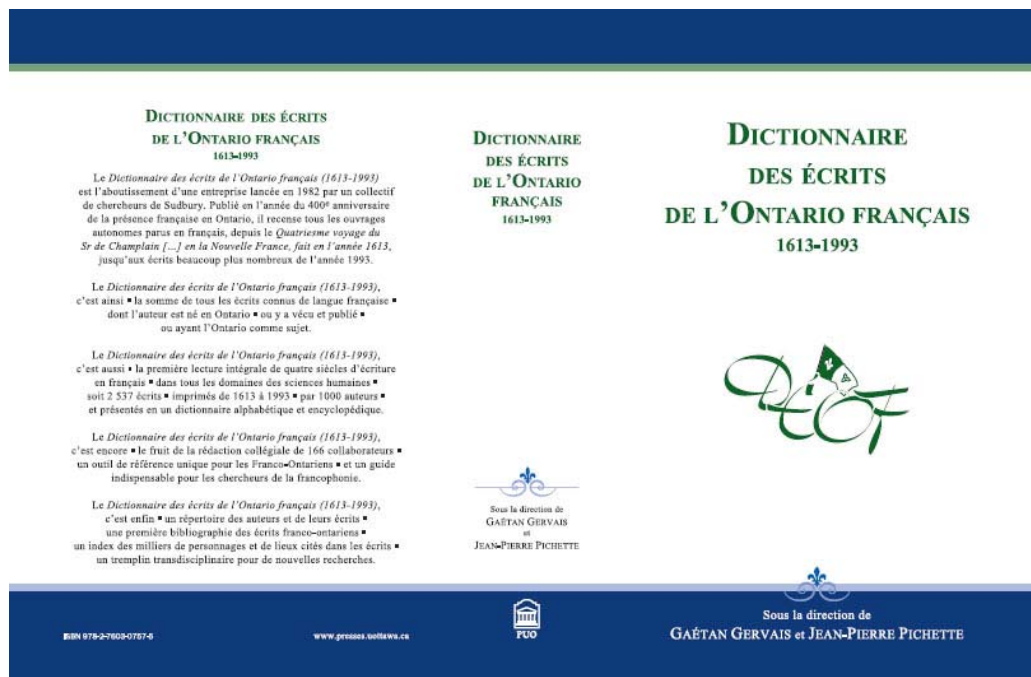 DICTIONNAIRE DES ÉCRITS
DE L'ONTARIO FRANÇAIS
1613-1993
Le Dictionnaire des écrits de l'Ontario français (1613-1993)
est l'aboutissement d'une entreprise lancée en 1982 par un collectif
de chercheurs de Sudbury. Publié en l'année du 400e anniversaire
de la présence française en Ontario, il recense tous les ouvrages
autonomes parus en français, depuis le Quatriesme voyage du
Sr de Champlain [...] en la Nouvelle France, fait en l'année 1613,
jusqu'aux écrits beaucoup plus nombreux de l'année 1993.
Le Dictionnaire des écrits de l'Ontario français (1613-1993),
c'est ainsi ▪ la somme de tous les écrits connus de langue française ▪
dont l'auteur est né en Ontario ▪ ou y a vécu et publié ▪
ou ayant l'Ontario comme sujet.
Le Dictionnaire des écrits de l'Ontario français (1613-1993),
c'est aussi ▪ la première lecture intégrale de quatre siècles d'écriture
en français ▪ dans tous les domaines des sciences humaines ▪
soit 2 537 écrits ▪ imprimés de 1613 à 1993 ▪ par 1000 auteurs ▪
et présentés en un dictionnaire alphabétique et encyclopédique.
Le Dictionnaire des écrits de l'Ontario français (1613-1993),
c'est encore ▪ le fruit de la rédaction collégiale de 166 collaborateurs ▪
un outil de référence unique pour les Franco-Ontariens ▪ et un guide
indispensable pour les chercheurs de la francophonie.
Le Dictionnaire des écrits de l'Ontario français (1613-1993),
c'est enfin ▪ un répertoire des auteurs et de leurs écrits ▪
une première bibliographie des écrits franco-ontariens ▪
un index des milliers de personnages et de lieux cités dans les écrits ▪
un tremplin transdisciplinaire pour de nouvelles recherches.
ISBN 978-2-7603-0757-5
www.presses.uottawa.ca
DICTIONNAIRE
DES ÉCRITS
DE L'ONTARIO
FRANÇAIS
1613-1993
Sous la direction de
GAÉTAN GERVAIS
et
JEAN-PIERRE PICHETTE
PUO
DICTIONNAIRE
DES ÉCRITS
DE L'ONTARIO FRANÇAIS
1613-1993
DEOF
Sous la direction de
GAÉTAN GERVAIS et JEAN-PIERRE PICHETTE